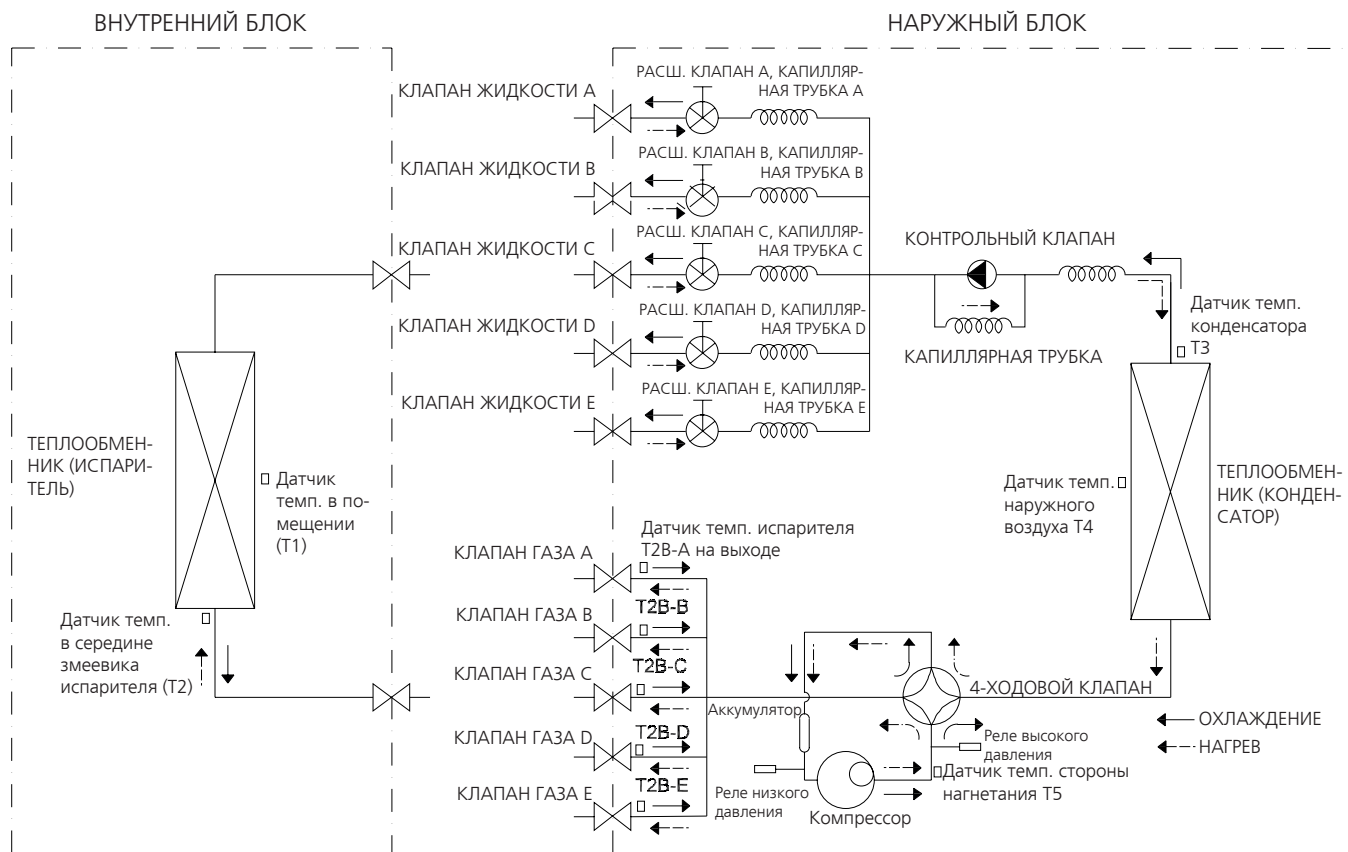 ВНУТРЕННИЙ БЛОК
НАРУЖНЫЙ БЛОК
КЛАПАН ЖИДКОСТИ A
РАСШ. КЛАПАН A, КАПИЛЛЯР-
НАЯ ТРУБКА A
КЛАПАН ЖИДКОСТИ B
РАСШ. КЛАПАН B, КАПИЛЛЯР-
НАЯ ТРУБКА B
КЛАПАН ЖИДКОСТИ C
РАСШ. КЛАПАН C, КАПИЛЛЯР-
НАЯ ТРУБКА C
КЛАПАН ЖИДКОСТИ D
РАСШ. КЛАПАН D, КАПИЛЛЯР-
НАЯ ТРУБКА D
КЛАПАН ЖИДКОСТИ E
РАСШ. КЛАПАН E, КАПИЛЛЯР-
НАЯ ТРУБКА E
КОНТРОЛЬНЫЙ КЛАПАН
КАПИЛЛЯРНАЯ ТРУБКА
Датчик темп.
конденсатора
T3
ТЕПЛООБМЕН-
НИК (ИСПАРИ-
ТЕЛЬ)
Датчик
темп. в по-
мещении
(T1)
Датчик темп.
наружного
воздуха T4
ТЕПЛООБМЕН-
НИК (КОНДЕН-
САТОР)
Датчик темп.
в середине
змеевика
испарителя (T2)
Датчик темп. испарителя
T2B-A на выходе
КЛАПАН ГАЗА A
КЛАПАН ГАЗА B
T2B-B
КЛАПАН ГАЗА C
T2B-C
КЛАПАН ГАЗА D
T2B-D
КЛАПАН ГАЗА E
T2B-E
4-ХОДОВОЙ КЛАПАН
Аккумулятор
Реле высокого
давления
Датчик темп. стороны
нагнетания T5
Реле низкого
давления
Компрессор
ОХЛАЖДЕНИЕ
НАГРЕВ